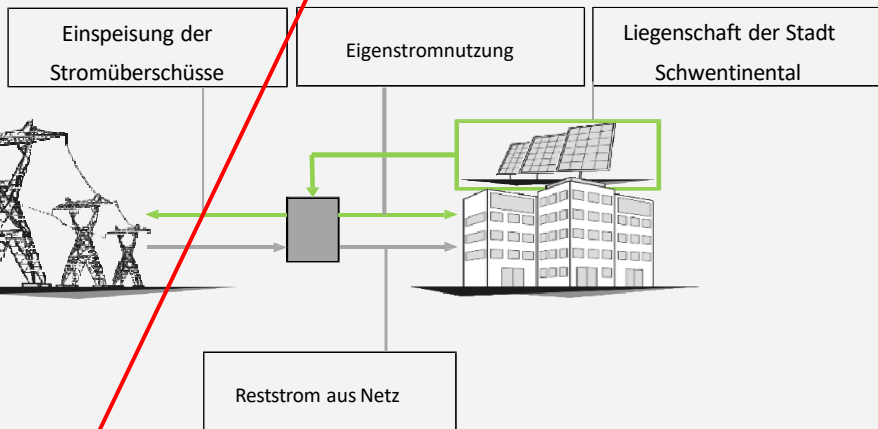 Einspeisung der
Stromüberschüsse
Eigenstromnutzung
Liegenschaft der Stadt
Schwentinental
Reststrom aus Netz